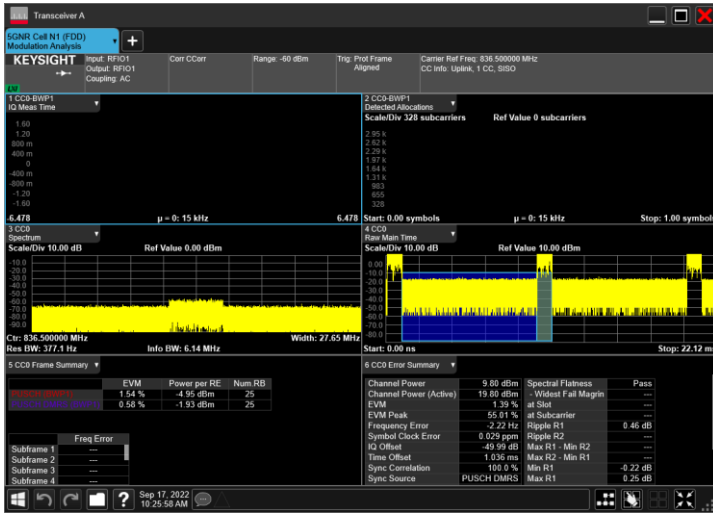 Transceiver A
5GNR Cell N1 (FDD)
Modulation Analysis
KEYSIGHT
LXI
Input: RFIO1
Output: RFIO1
Coupling: AC
Corr CCorr
Range: -60 dBm
Trig: Prot Frame
Aligned
Carrier Ref Freq: 836.500000 MHz
CC Info: Uplink, 1 CC, SISO
1 CC0-BWP1
IQ Meas Time
1.60
1.20
800 m
400 m
0
-400 m
-800 m
-1.20
-1.60
-6.478 µ = 0: 15 kHz 6.478
2 CC0-BWP1
Detected Allocations
Scale/Div 328 subcarriers Ref Value 0 subcarriers
2.95 k
2.62 k
2.29 k
1.97 k
1.64 k
1.31 k
983
655
328
Start: 0.00 symbols µ = 0: 15 kHz Stop: 1.00 symbols
3 CC0
Spectrum
Scale/Div 10.00 dB Ref Value 0.00 dBm
-10.0
-20.0
-30.0
-40.0
-50.0
-60.0
-70.0
-80.0
-90.0
Ctr: 836.500000 MHz Width: 27.65 MHz
Res BW: 377.1 Hz Info BW: 6.14 MHz
4 CC0
Raw Main Time
Scale/Div 10.00 dB Ref Value 10.00 dBm
0.00
-10.0
-20.0
-30.0
-40.0
-50.0
-60.0
-70.0
-80.0
Start: 0.00 ns Stop: 22.12 ms
5 CC0 Frame Summary
EVM Power per RE Num.RB
1.54 % -4.95 dBm 25
0.58 % -1.93 dBm 25
Freq Error
Subframe 1 ---
Subframe 2 ---
Subframe 3 ---
Subframe 4 ---
6 CC0 Error Summary
Channel Power 9.80 dBm Spectral Flatness Pass
Channel Power (Active) 19.80 dBm - Widest Fail Magrin ---
EVM 1.39 % at Slot ---
EVM Peak 55.01 % at Subcarrier ---
Frequency Error -2.22 Hz Ripple R1 0.46 dB
Symbol Clock Error 0.029 ppm Ripple R2 ---
IQ Offset -49.99 dB Max R1 - Min R2 ---
Time Offset 1.036 ms Max R2 - Min R1 ---
Sync Correlation 100.0 % Min R1 -0.22 dB
Sync Source PUSCH DMRS Max R1 0.25 dB
Sep 17, 2022
10:25:58 AM